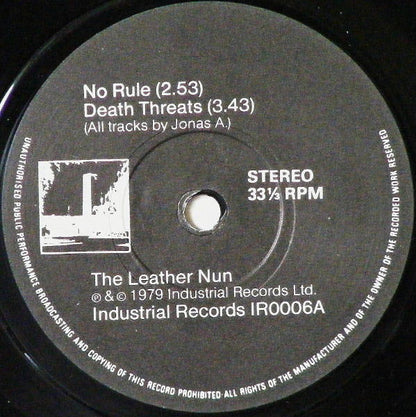 No Rule (2.53)
Death Threats (3.43)
(All tracks by Jonas A.)
STEREO
33⅓ RPM
The Leather Nun
℗ & © 1979 Industrial Records Ltd.
Industrial Records IR0006A
UNAUTHORISED PUBLIC PERFORMANCE BROADCASTING AND COPYING OF THIS RECORD PROHIBITED·ALL RIGHTS OF THE MANUFACTURER AND OF THE OWNER OF THE RECORDED WORK RESERVED